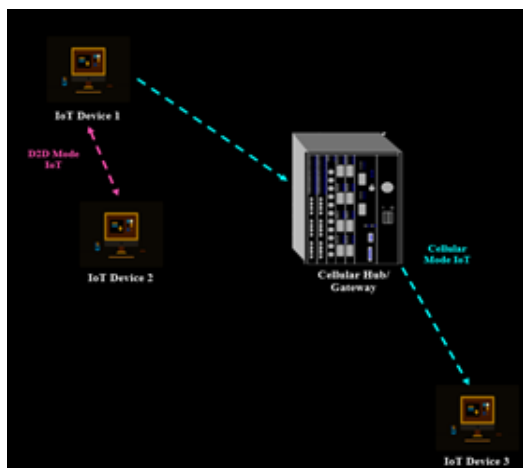 IoT Device 1
D2D Mode
IoT
IoT Device 2
Cellular Hub/
Gateway
Cellular
Mode IoT
IoT Device 3